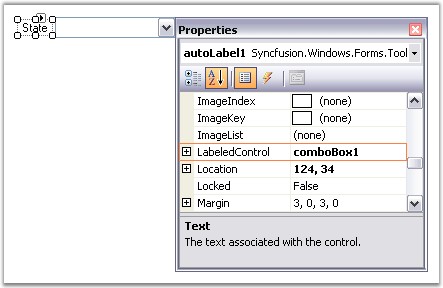 State
Properties
autoLabel1 Syncfusion.Windows.Forms.Tool
ImageIndex (none)
ImageKey (none)
ImageList (none)
LabeledControl comboBox1
Location 124, 34
Locked False
Margin 3, 0, 3, 0
Text
The text associated with the control.